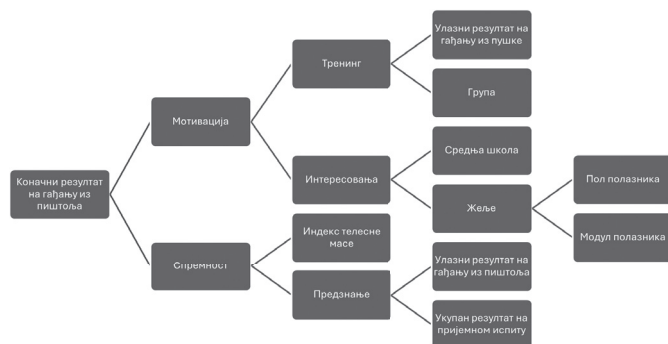 Улазни резултат на
гађању из пушке
Тренинг
Група
Мотивација
Средња школа
Интересовања
Пол полазника
Коначни резултат
на гађању из
пиштоља
Жеље
Индекс телесне
масе
Модул полазника
Спремност
Улазни резултат на
гађању из пиштоља
Предзнање
Укупан резултат на
пријемном испиту